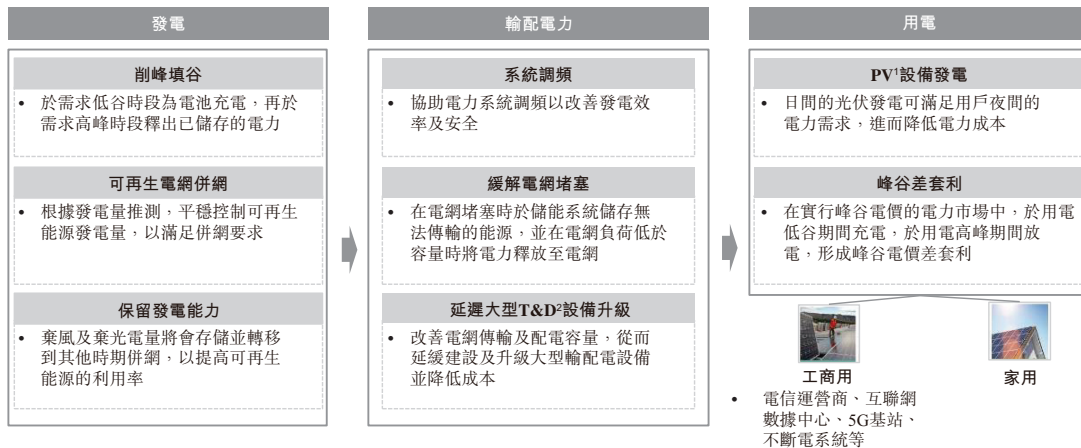 發電
削峰填谷
• 於需求低谷時段為電池充電，再於
需求高峰時段釋出已儲存的電力
可再生電網併網
• 根據發電量推測，平穩控制可再生
能源發電量，以滿足併網要求
保留發電能力
• 棄風及棄光電量將會存儲並轉移
到其他時期併網，以提高可再生
能源的利用率
輸配電力
系統調頻
• 協助電力系統調頻以改善發電效
率及安全
緩解電網堵塞
• 在電網堵塞時於儲能系統儲存無
法傳輸的能源，並在電網負荷低於
容量時將電力釋放至電網
延遲大型T&D²設備升級
• 改善電網傳輸及配電容量，從而
延緩建設及升級大型輸配電設備
並降低成本
用電
PV¹設備發電
• 日間的光伏發電可滿足用戶夜間的
電力需求，進而降低電力成本
峰谷差套利
• 在實行峰谷電價的電力市場中，於用電
低谷期間充電，於用電高峰期間放
電，形成峰谷電價差套利
工商用
• 電信運營商、互聯網
數據中心、5G基站、
不斷電系統等
家用